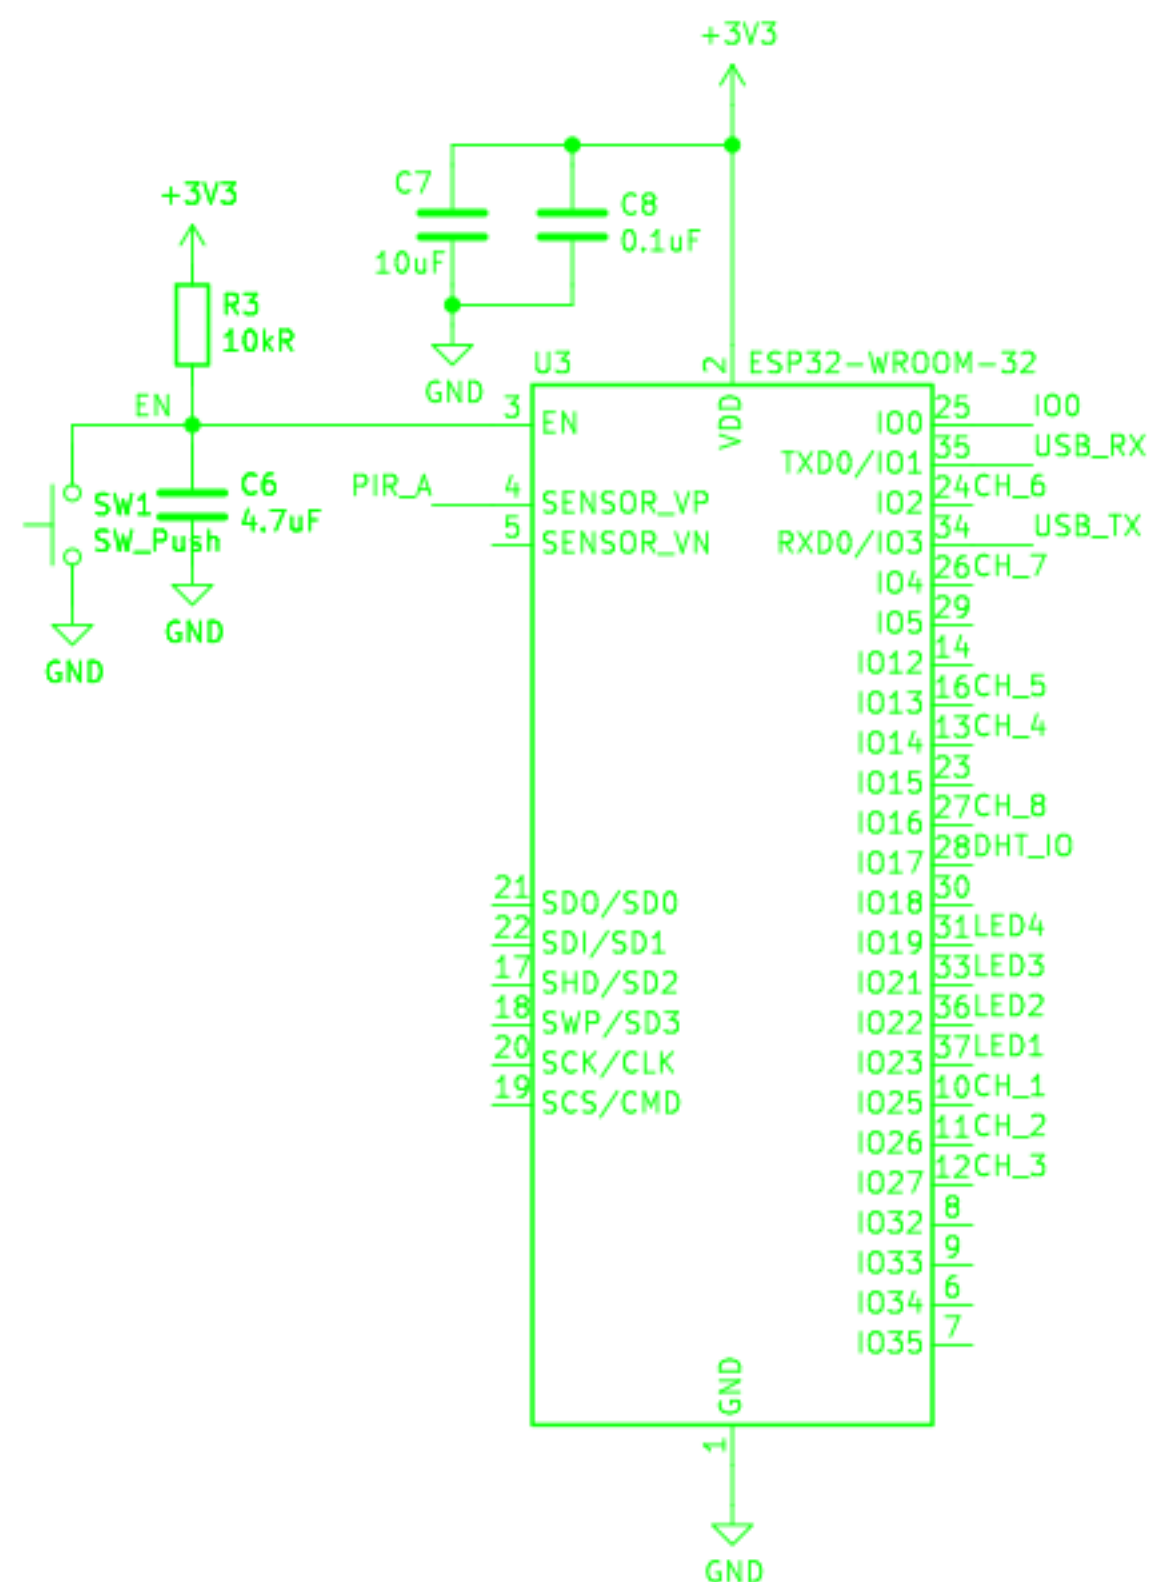 +3V3
C7
10uF
C8
0.1uF
GND
+3V3
R3
10kR
EN
SW1
SW_Push
C6
4.7uF
GND
GND
U3
ESP32-WROOM-32
2
VDD
3 EN
PIR_A 4 SENSOR_VP
5 SENSOR_VN
21 SDO/SD0
22 SDI/SD1
17 SHD/SD2
18 SWP/SD3
20 SCK/CLK
19 SCS/CMD
IO0 25 IO0
TXD0/IO1 35 USB_RX
IO2 24 CH_6
RXD0/IO3 34 USB_TX
IO4 26 CH_7
IO5 29
IO12 14
IO13 16 CH_5
IO14 13 CH_4
IO15 23
IO16 27 CH_8
IO17 28 DHT_IO
IO18 30
IO19 31 LED4
IO21 33 LED3
IO22 36 LED2
IO23 37 LED1
IO25 10 CH_1
IO26 11 CH_2
IO27 12 CH_3
IO32 8
IO33 9
IO34 6
IO35 7
GND
1
GND